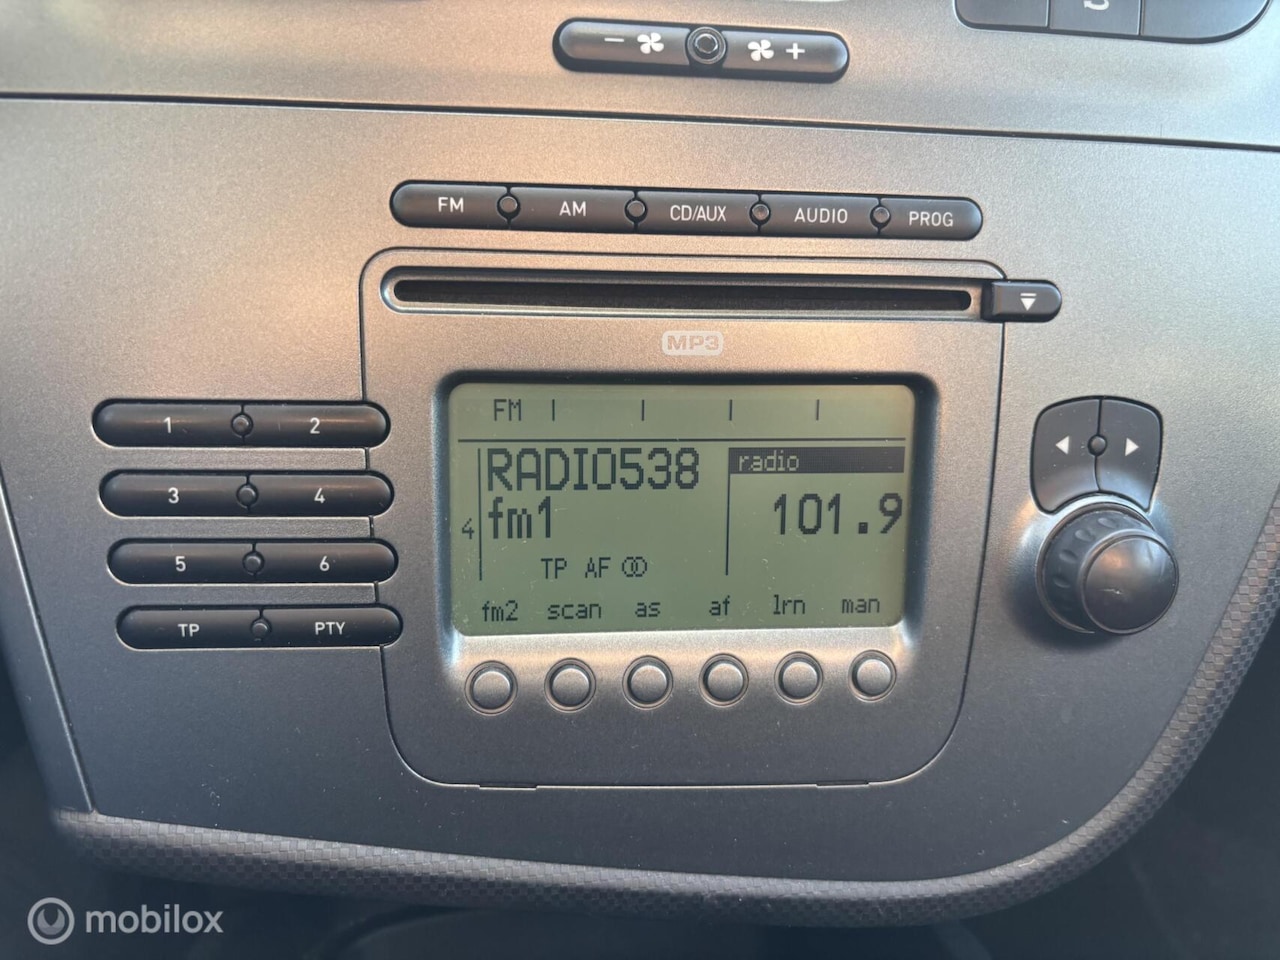 - +
FM AM CD/AUX AUDIO PROG
MP3
FM
RADIO538 radio
4 fm1 101.9
TP AF
fm2 scan as af lrn man
1 2
3 4
5 6
TP PTY
mobilox